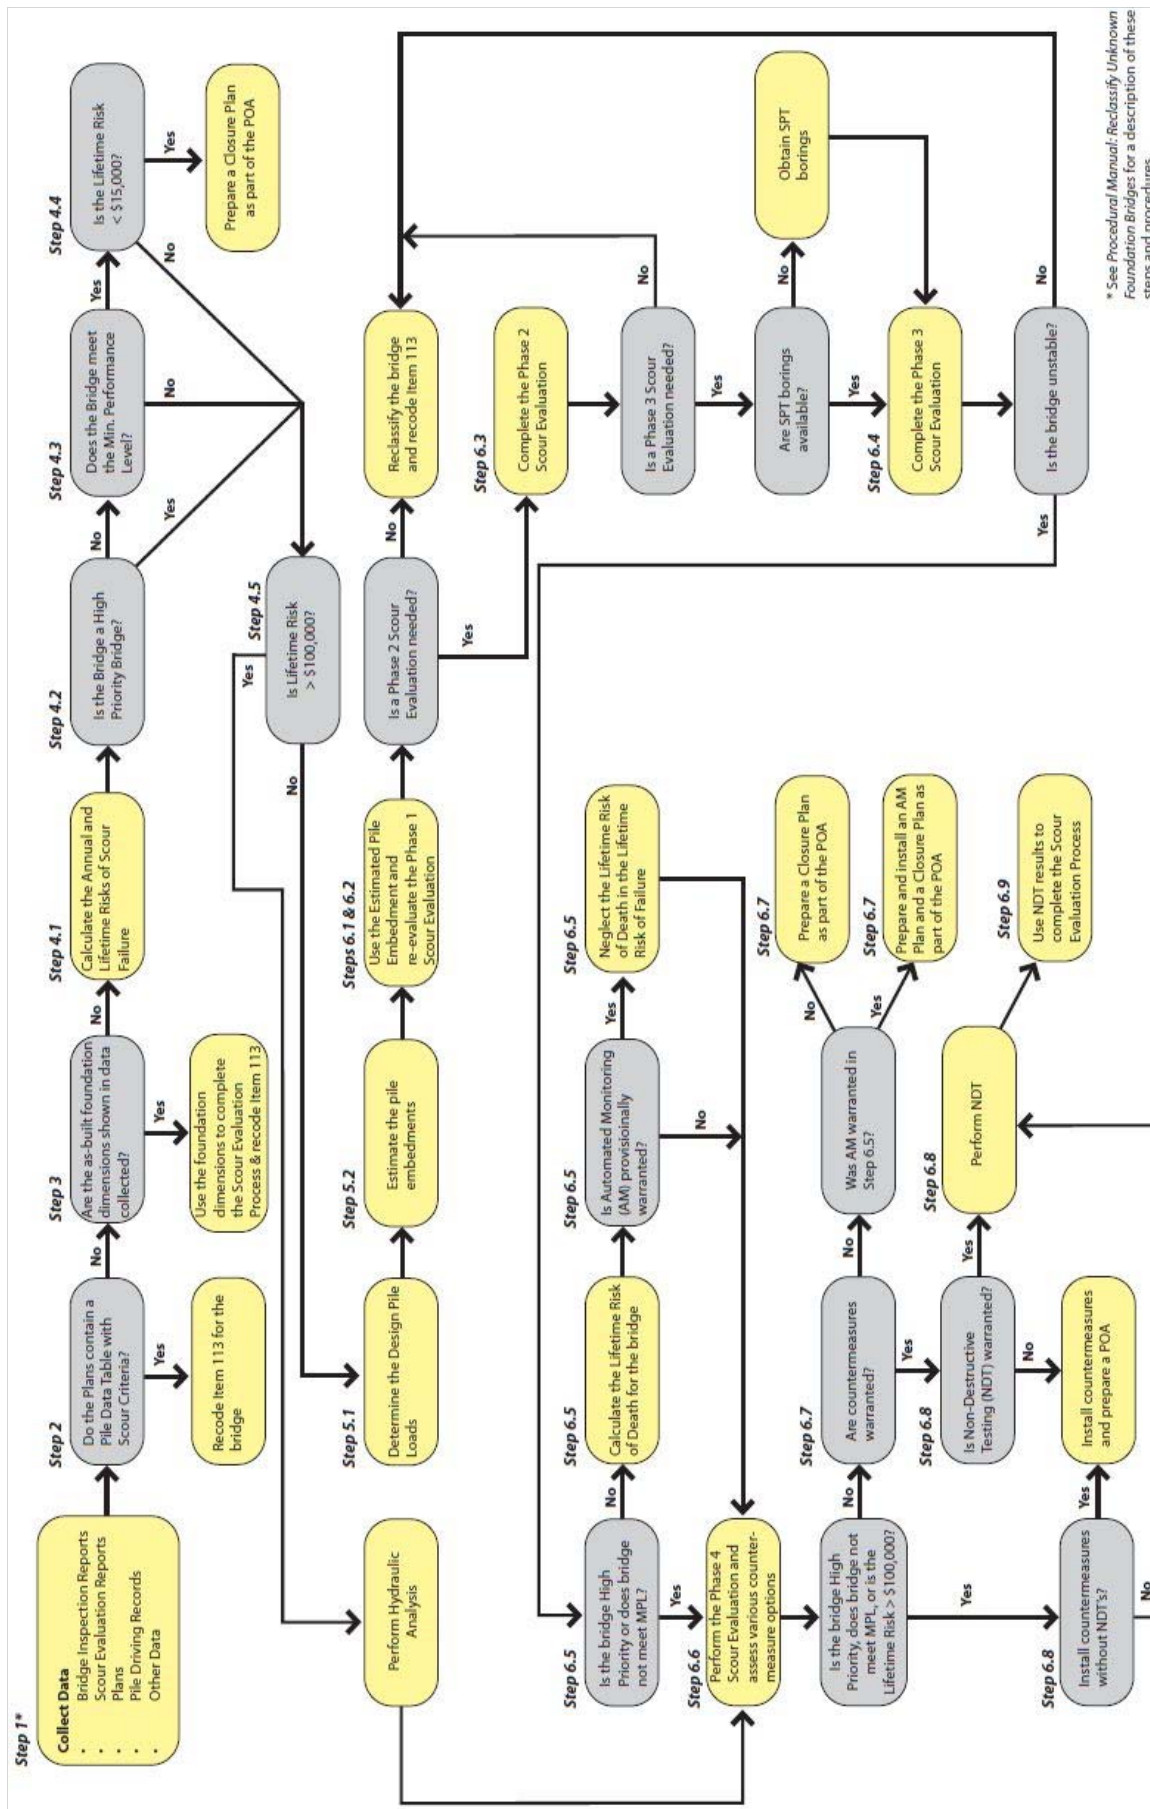 Step 1*
Collect Data
• Bridge Inspection Reports
• Scour Evaluation Reports
• Plans
• Pile Driving Records
• Other Data
Step 2
Do the Plans contain a
Pile Data Table with
Scour Criteria?
No
Yes
Recode Item 113 for the
bridge
Step 3
Are the as-built foundation
dimensions shown in data
collected?
No
Yes
Use the foundation
dimensions to complete
the Scour Evaluation
Process & recode Item 113
Step 4.1
Calculate the Annual and
Lifetime Risks of Scour
Failure
Step 4.2
Is the Bridge a High
Priority Bridge?
No
Yes
Step 4.3
Does the Bridge meet
the Min. Performance
Level?
Yes
No
Step 4.4
Is the Lifetime Risk
< $15,000?
No
Yes
Prepare a Closure Plan
as part of the POA
Step 4.5
Is Lifetime Risk
> $100,000?
Yes
No
Perform Hydraulic
Analysis
Step 5.1
Determine the Design Pile
Loads
Step 5.2
Estimate the pile
embedments
Steps 6.1 & 6.2
Use the Estimated Pile
Embedment and
re-evaluate the Phase 1
Scour Evaluation
Is a Phase 2 Scour
Evaluation needed?
No
Yes
Reclassify the bridge
and recode Item 113
Step 6.3
Complete the Phase 2
Scour Evaluation
Is a Phase 3 Scour
Evaluation needed?
No
Yes
Are SPT borings
available?
No
Yes
Obtain SPT
borings
Step 6.4
Complete the Phase 3
Scour Evaluation
Is the bridge unstable?
Yes
No
Step 6.5
Is the bridge High
Priority or does bridge
not meet MPL?
No
Yes
Step 6.5
Calculate the Lifetime Risk
of Death for the bridge
Step 6.5
Is Automated Monitoring
(AM) provisioinally
warranted?
Yes
No
Step 6.5
Neglect the Lifetime Risk
of Death in the Lifetime
Risk of Failure
Step 6.6
Perform the Phase 4
Scour Evaluation and
assess various counter-
measure options
Is the bridge High
Priority, does bridge not
meet MPL, or is the
Lifetime Risk > $100,000?
No
Yes
Step 6.7
Are countermeasures
warranted?
No
Yes
Was AM warranted in
Step 6.5?
No
Yes
Step 6.7
Prepare a Closure Plan
as part of the POA
Step 6.7
Prepare and install an AM
Plan and a Closure Plan as
part of the POA
Step 6.8
Is Non-Destructive
Testing (NDT) warranted?
Yes
No
Step 6.8
Perform NDT
Step 6.9
Use NDT results to
complete the Scour
Evaluation Process
Step 6.8
Install countermeasures
without NDT's?
Yes
No
Install countermeasures
and prepare a POA
* See Procedural Manual: Reclassify Unknown
Foundation Bridges for a description of these
steps and procedures